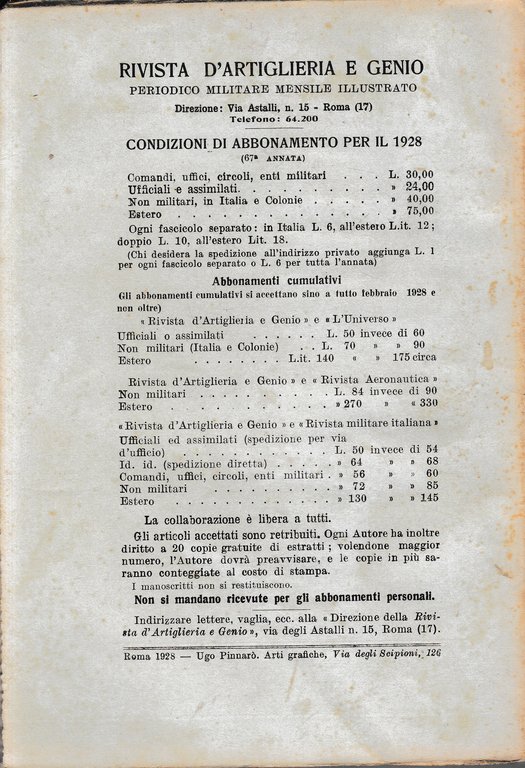 RIVISTA D'ARTIGLIERIA E GENIO
PERIODICO MILITARE MENSILE ILLUSTRATO
Direzione: Via Astalli, n. 15 - Roma (17)
Telefono: 64.200
CONDIZIONI DI ABBONAMENTO PER IL 1928
(67ª ANNATA)
Comandi, uffici, circoli, enti militari . . . L. 30,00
Ufficiali e assimilati. . . . . . . . . . » 24,00
Non militari, in Italia e Colonie . . . . . » 40,00
Estero . . . . . . . . . . . . . . » 75,00
Ogni fascicolo separato: in Italia L. 6, all'estero L.it. 12;
doppio L. 10, all'estero Lit. 18.
(Chi desidera la spedizione all'indirizzo privato aggiunga L. 1
per ogni fascicolo separato o L. 6 per tutta l'annata)
Abbonamenti cumulativi
Gli abbonamenti cumulativi si accettano sino a tutto febbraio 1928 e
non oltre)
« Rivista d'Artiglieria e Genio » e « L'Universo »
Ufficiali o assimilati . . . . . . L. 50 invece di 60
Non militari (Italia e Colonie) . . L. 70 » » 90
Estero . . . . . . . . L.it. 140 « » 175 circa
Rivista d'Artiglieria e Genio » e « Rivista Aeronautica »
Non militari . . . . . . . . . . L. 84 invece di 90
Estero . . . . . . . . . . . . » 270 » « 330
« Rivista d'Artiglieria e Genio » e « Rivista militare italiana »
Ufficiali ed assimilati (spedizione per via
d'ufficio) . . . . . . . . . . . L. 50 invece di 54
Id. id. (spedizione diretta) . . . . . » 64 » » 68
Comandi, uffici, circoli, enti militari . » 56 » » 60
Non militari . . . . . . . . . . » 72 » » 85
Estero . . . . . . . . . . . . » 130 » » 145
La collaborazione è libera a tutti.
Gli articoli accettati sono retribuiti. Ogni Autore ha inoltre
diritto a 20 copie gratuite di estratti; volendone maggior
numero, l'Autore dovrà preavvisare, e le copie in più sa-
ranno conteggiate al costo di stampa.
I manoscritti non si restituiscono.
Non si mandano ricevute per gli abbonamenti personali.
Indirizzare lettere, vaglia, ecc. alla « Direzione della Rivi-
sta d'Artiglieria e Genio », via degli Astalli n. 15, Roma (17).
Roma 1928 — Ugo Pinnarò. Arti grafiche, Via degli Scipioni, 126